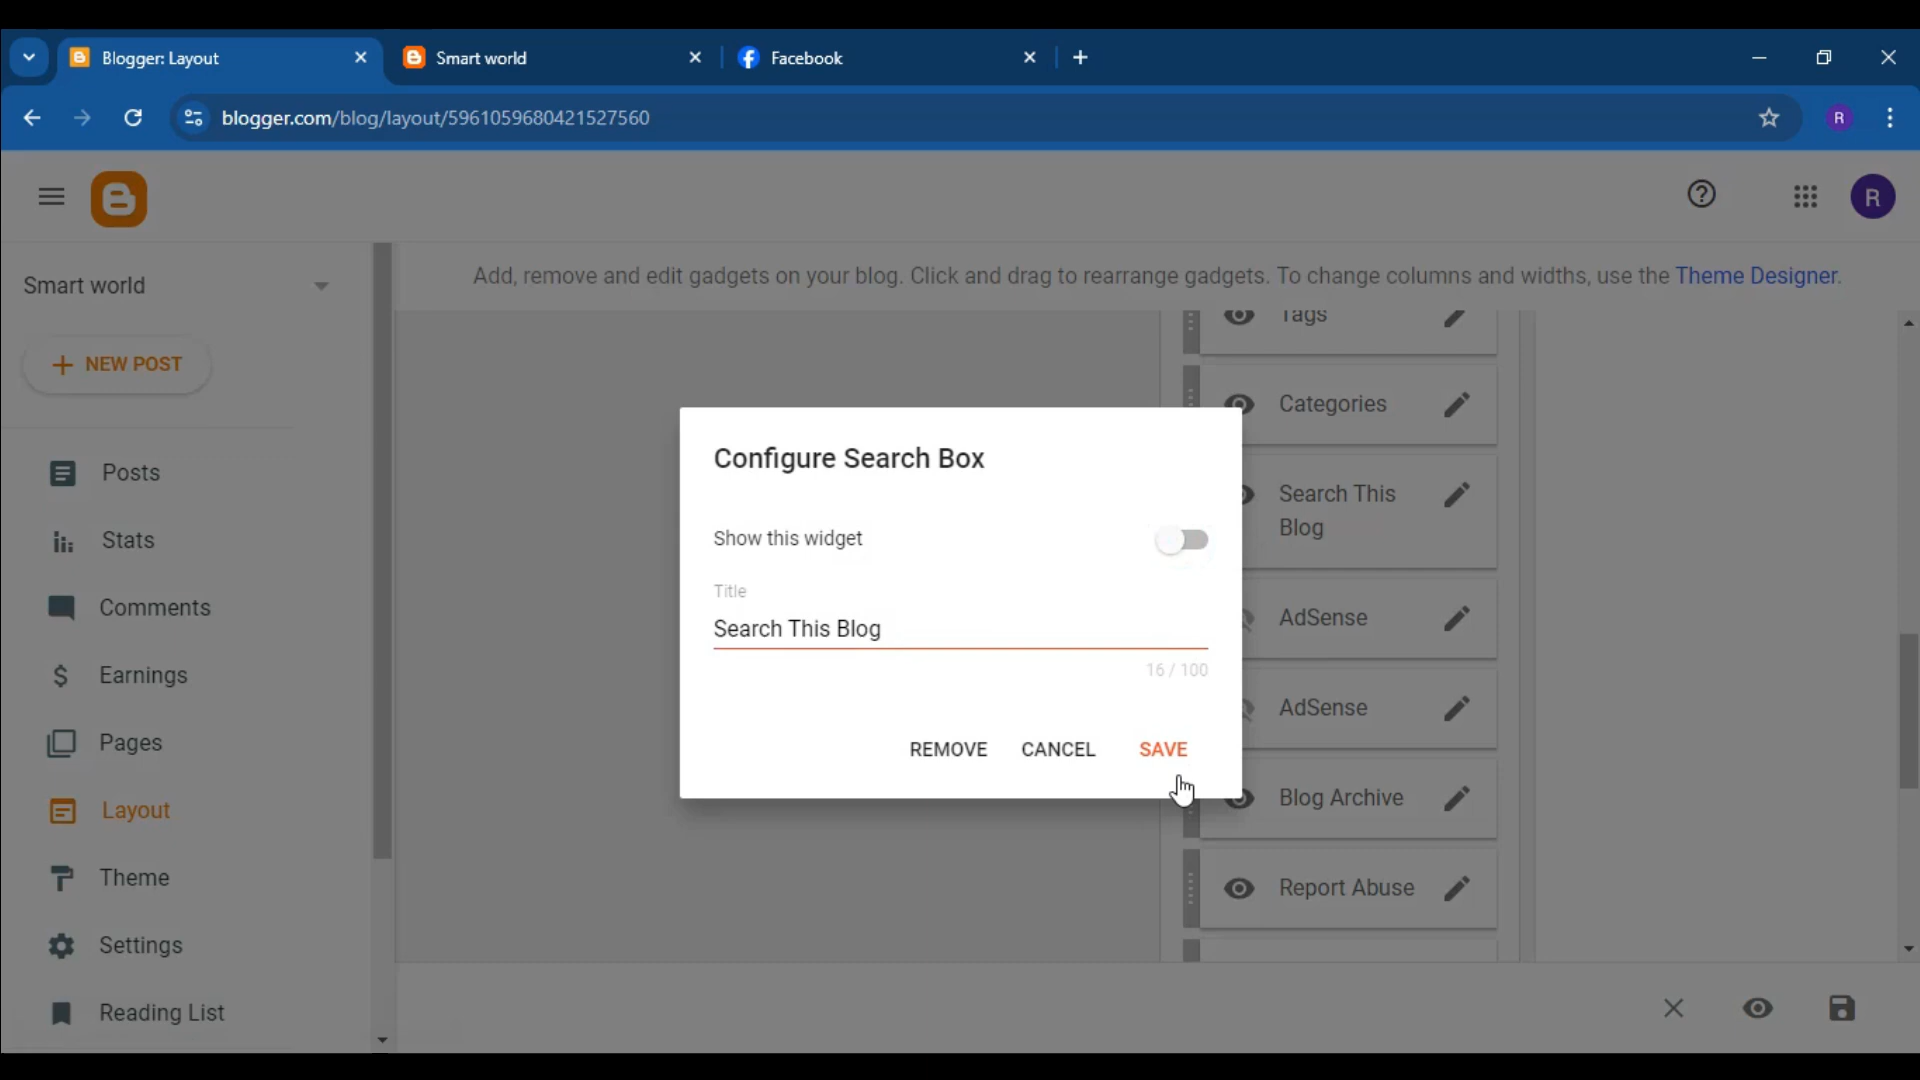 Blogger: Layout
Smart world
Facebook
blogger.com/blog/layout/5961059680421527560
R
R
Smart world
Add, remove and edit gadgets on your blog. Click and drag to rearrange gadgets. To change columns and widths, use the Theme Designer.
NEW POST
Posts
Stats
Comments
Earnings
Pages
Layout
Theme
Settings
Reading List
Tags
Categories
Search This
Blog
AdSense
AdSense
Blog Archive
Report Abuse
Configure Search Box
Show this widget
Title
Search This Blog
16 / 100
REMOVE CANCEL SAVE